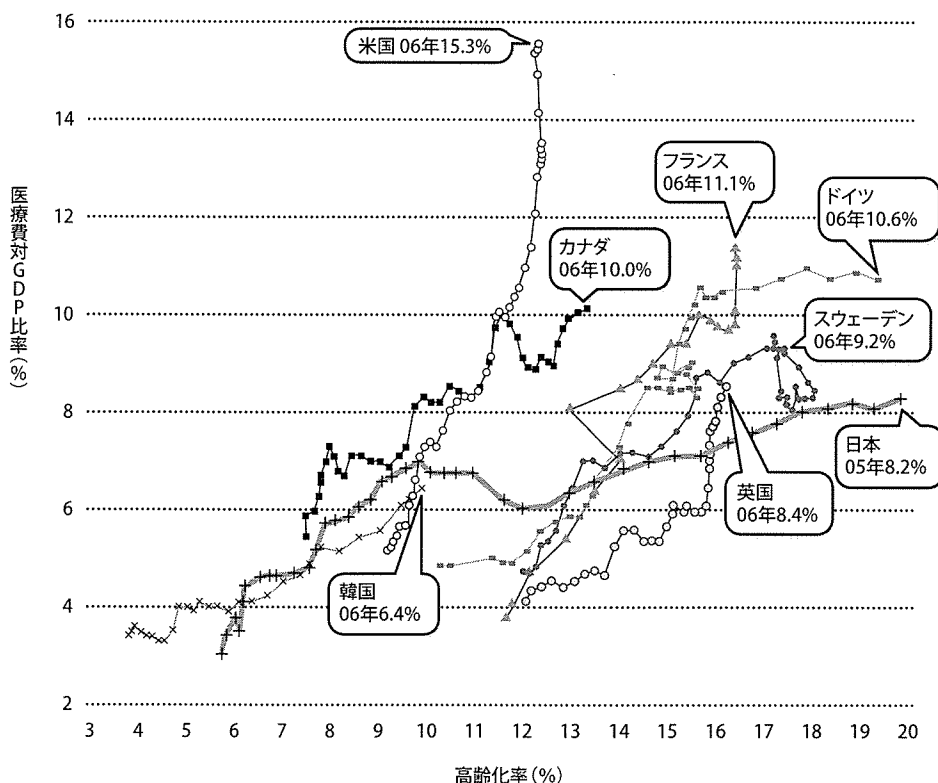 16
14
12
10
8
6
4
2
医療費対GDP比率(%)
3 4 5 6 7 8 9 10 11 12 13 14 15 16 17 18 19 20
高齢化率(%)
米国 06年15.3%
フランス
06年11.1%
ドイツ
06年10.6%
カナダ
06年10.0%
スウェーデン
06年9.2%
日本
05年8.2%
英国
06年8.4%
韓国
06年6.4%